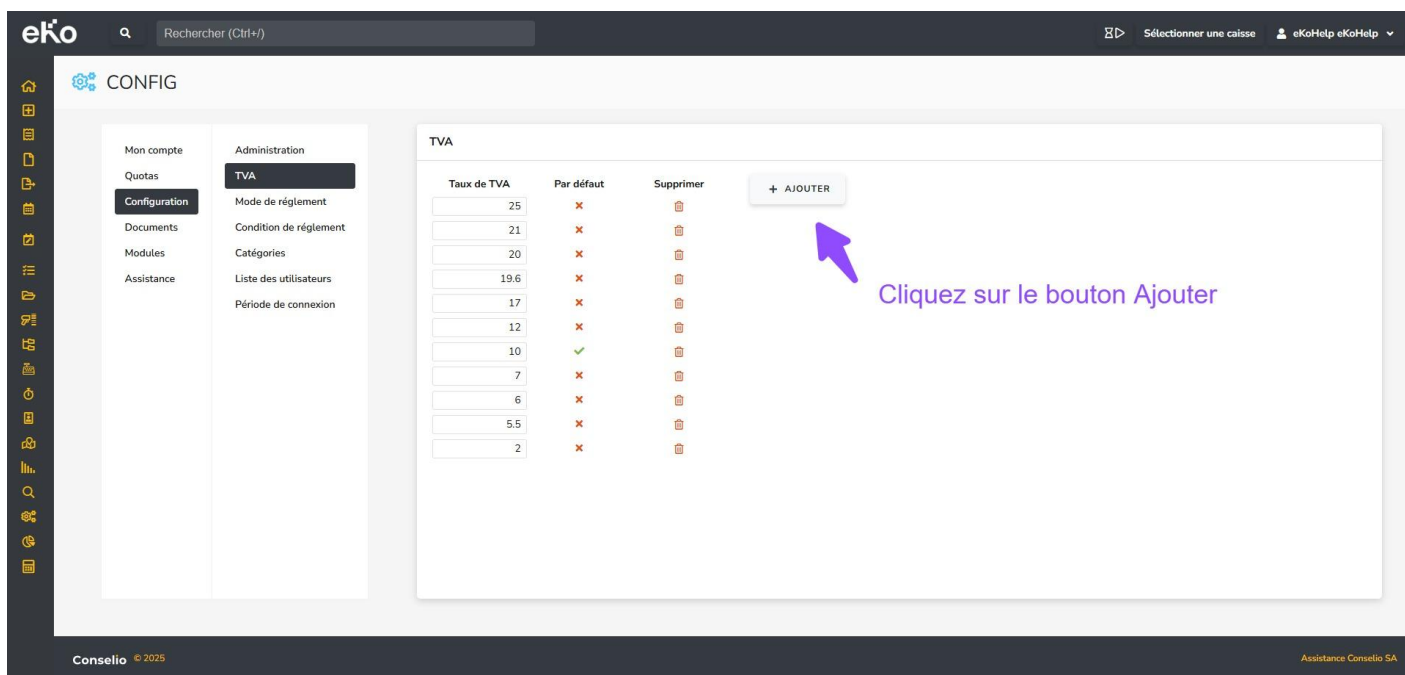 eKo
Rechercher (Ctrl+/)
Sélectionner une caisse
eKoHelp eKoHelp
CONFIG
Mon compte
Quotas
Configuration
Documents
Modules
Assistance
Administration
TVA
Mode de réglement
Condition de réglement
Catégories
Liste des utilisateurs
Période de connexion
TVA
Taux de TVA Par défaut Supprimer
+ AJOUTER
25
21
20
19.6
17
12
10
7
6
5.5
2
Cliquez sur le bouton Ajouter
Conselio © 2025
Assistance Conselio SA